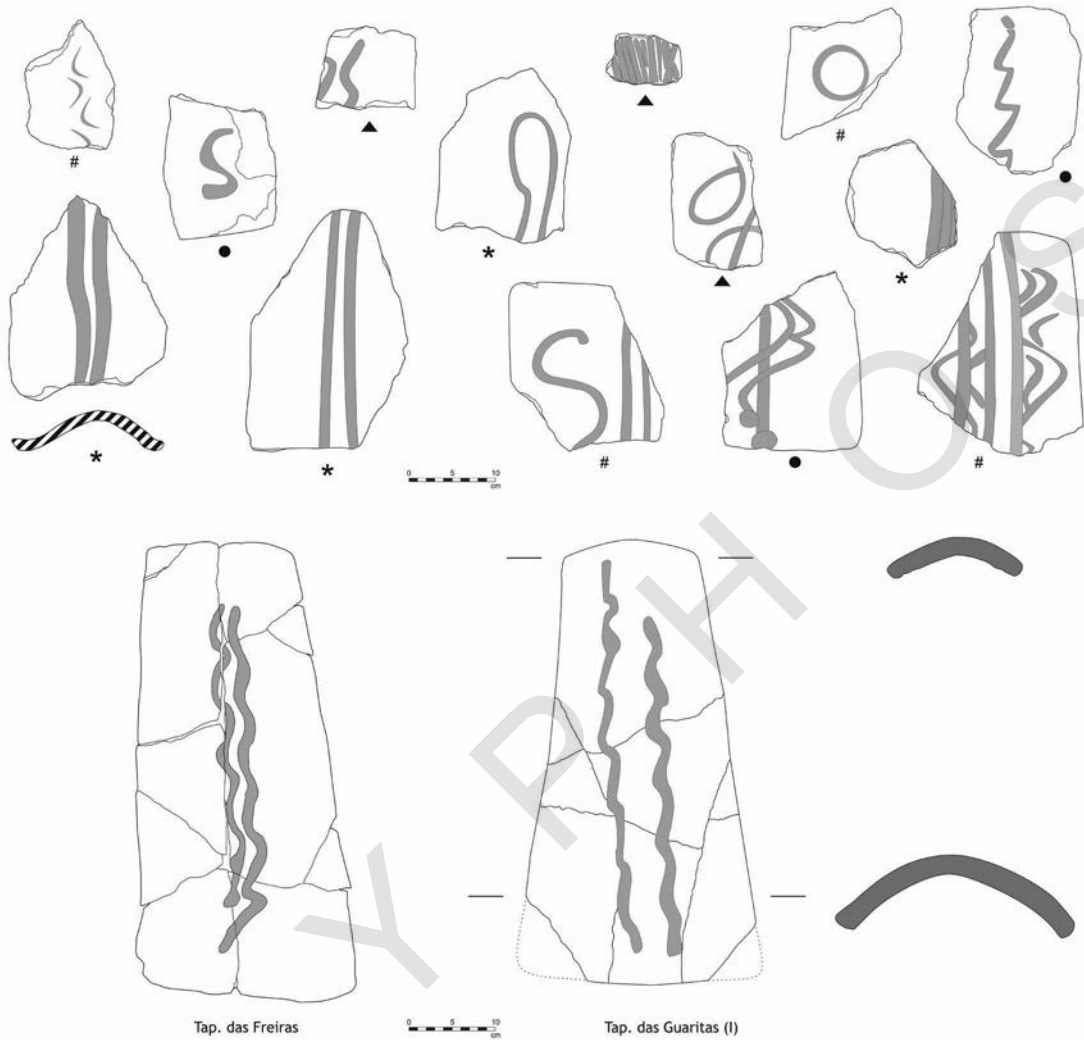 0 5 10
cm
Tap. das Freiras
0 5 10
cm
Tap. das Guaritas (I)
Y P H O S